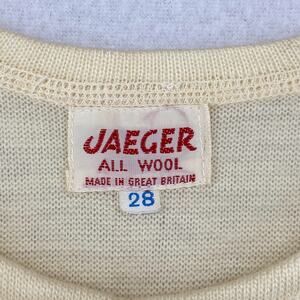 JAEGER
ALL WOOL
MADE IN GREAT BRITAIN
28